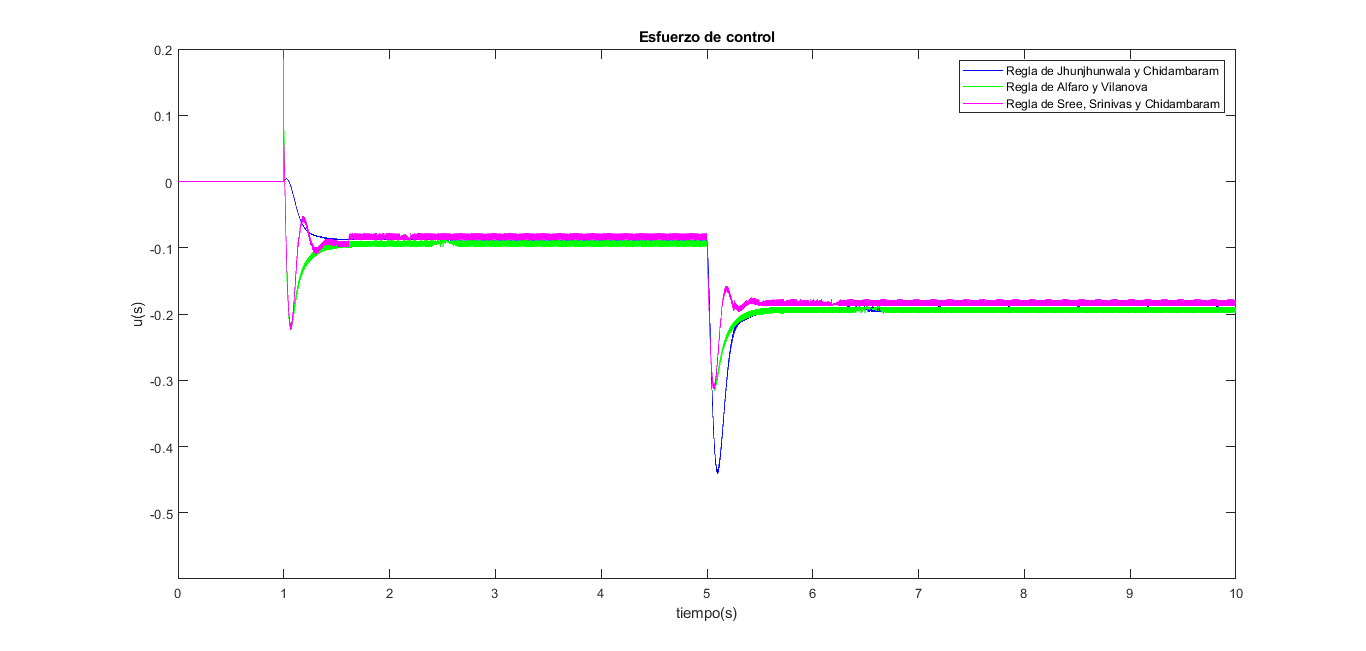 Esfuerzo de control
Regla de Jhunjhunwala y Chidambaram
Regla de Alfaro y Vilanova
Regla de Sree, Srinivas y Chidambaram
0.2
0.1
0
-0.1
-0.2
-0.3
-0.4
-0.5
u(s)
0 1 2 3 4 5 6 7 8 9 10
tiempo(s)